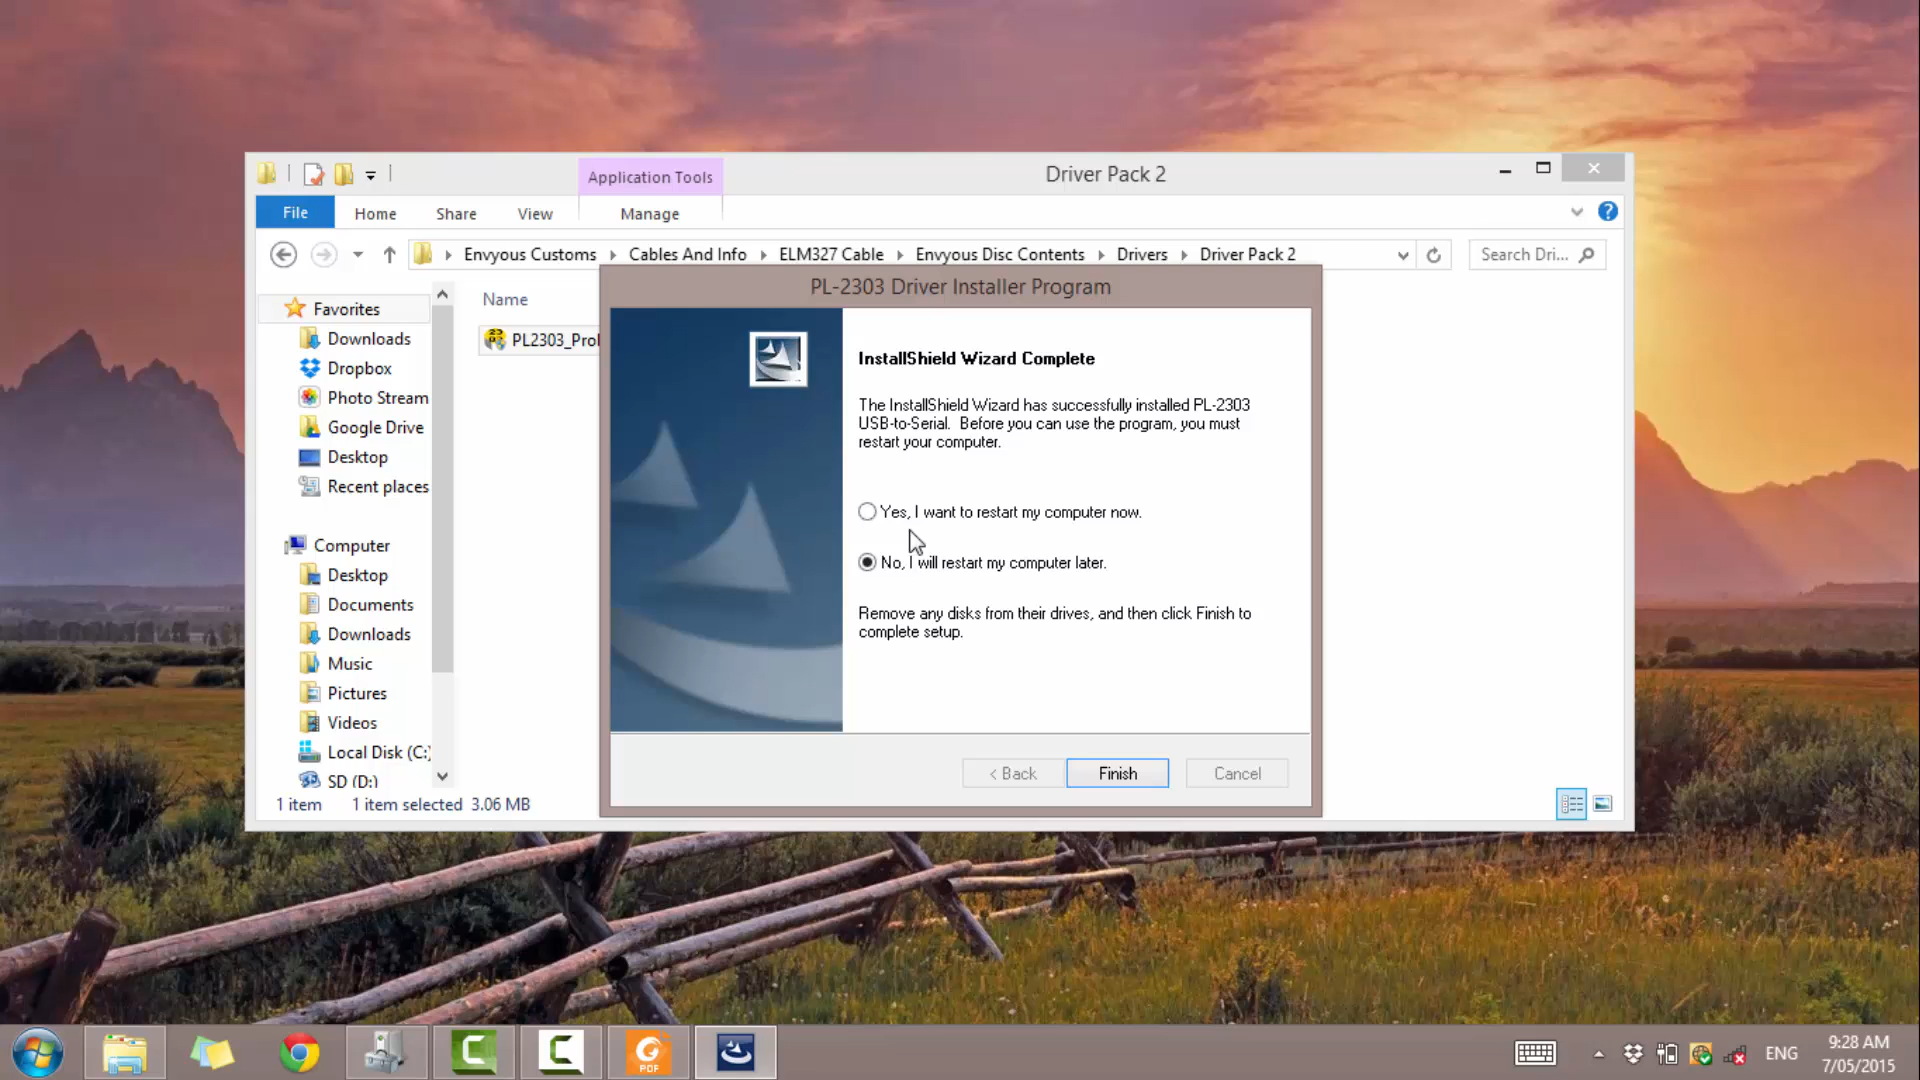 Application Tools
Driver Pack 2
File
Home
Share
View
Manage
Envyous Customs
Cables And Info
ELM327 Cable
Envyous Disc Contents
Drivers
Driver Pack 2
Search Dri...
Favorites
Downloads
Dropbox
Photo Stream
Google Drive
Desktop
Recent places
Computer
Desktop
Documents
Downloads
Music
Pictures
Videos
Local Disk (C:)
SD (D:)
Name
PL2303_Prol
1 item
1 item selected 3.06 MB
PL-2303 Driver Installer Program
InstallShield Wizard Complete
The InstallShield Wizard has successfully installed PL-2303
USB-to-Serial. Before you can use the program, you must
restart your computer.
Yes, I want to restart my computer now.
No, I will restart my computer later.
Remove any disks from their drives, and then click Finish to
complete setup.
< Back
Finish
Cancel
PDF
ENG
9:28 AM
7/05/2015